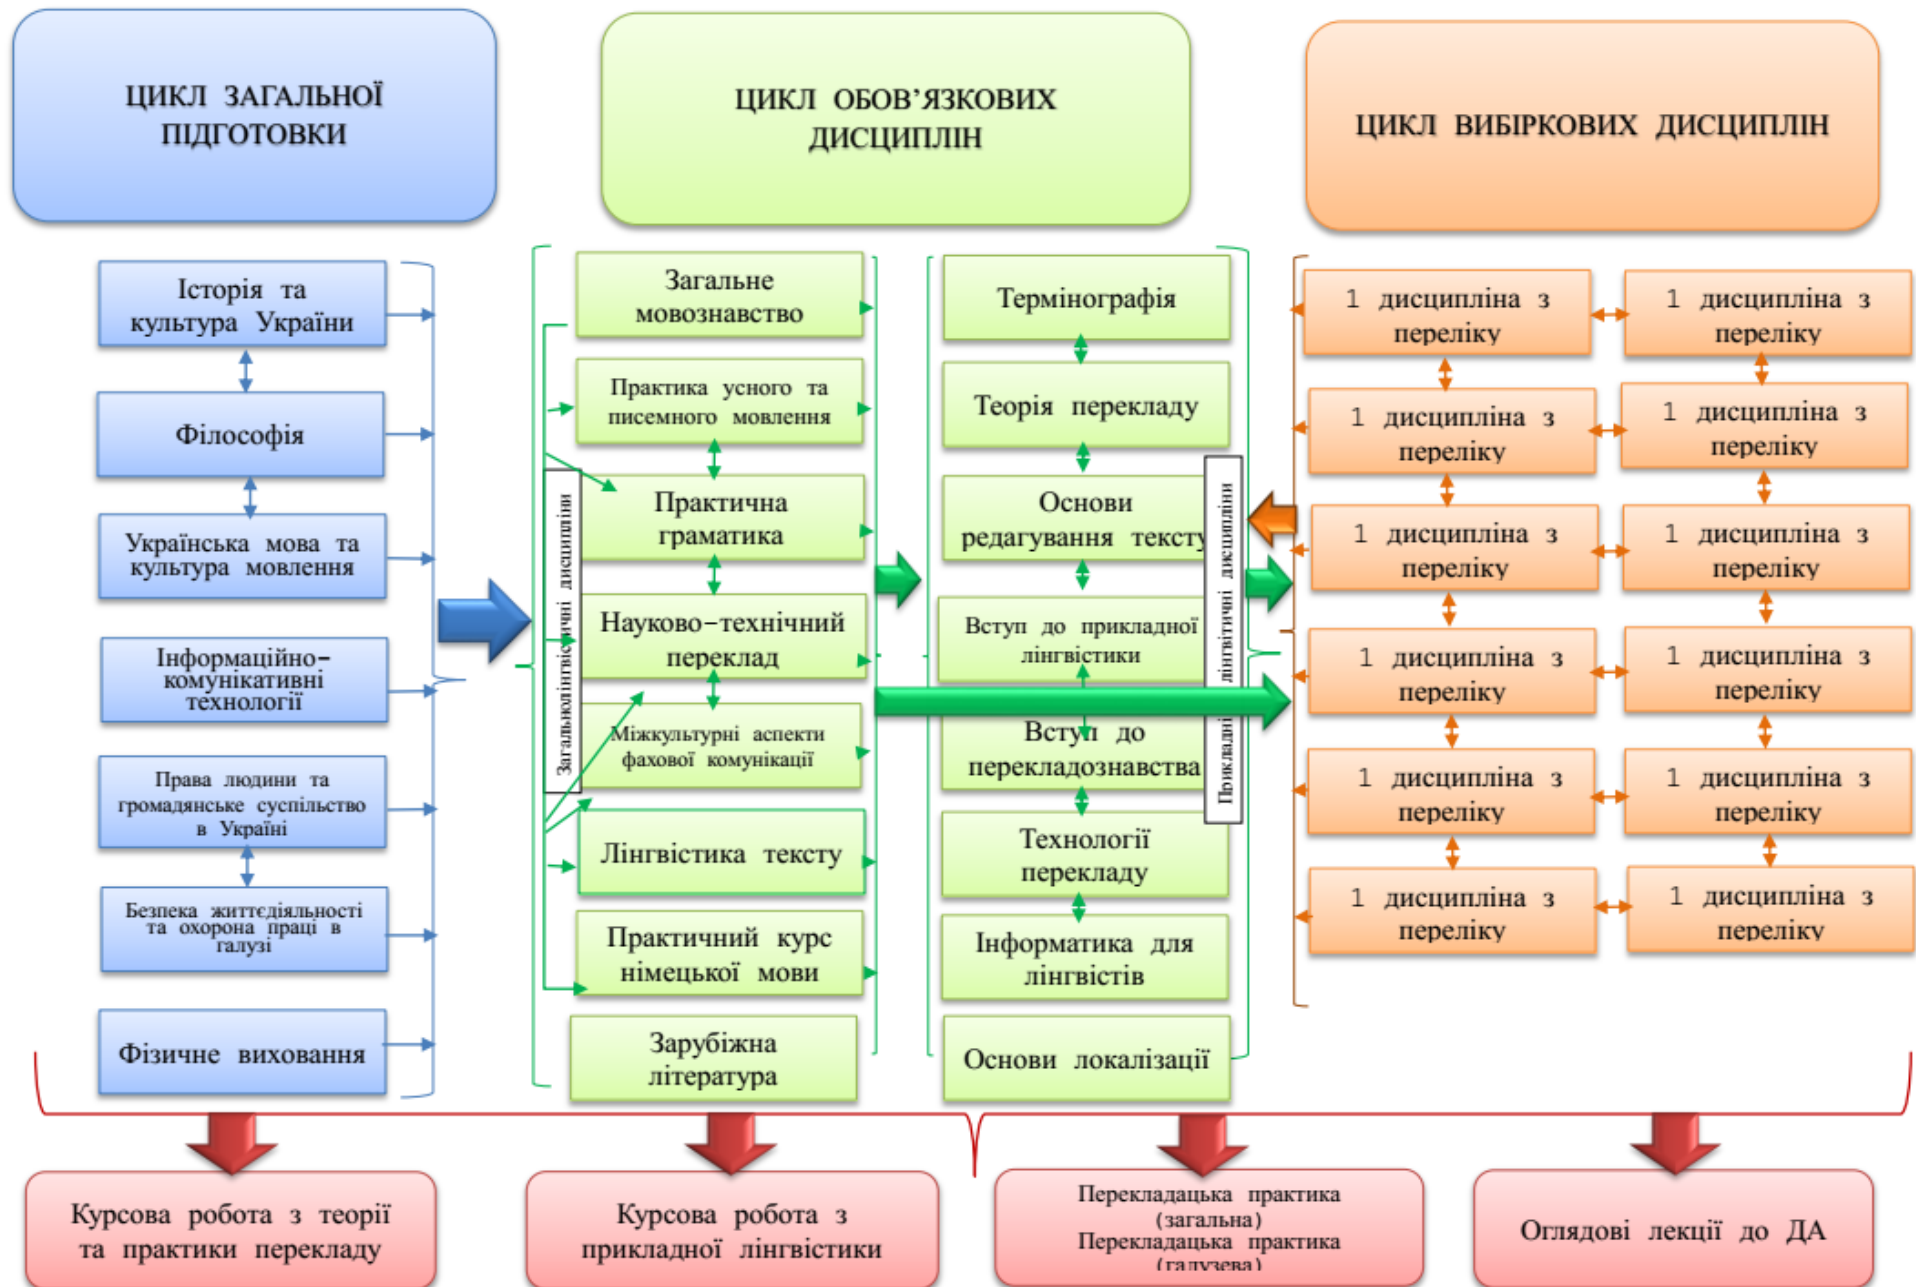 ЦИКЛ ЗАГАЛЬНОЇ
ПІДГОТОВКИ
ЦИКЛ ОБОВ’ЯЗКОВИХ
ДИСЦИПЛІН
ЦИКЛ ВИБІРКОВИХ ДИСЦИПЛІН
Історія та
культура України
Філософія
Українська мова та
культура мовлення
Інформаційно-
комунікативні
технології
Права людини та
громадянське суспільство
в Україні
Безпека життєдіяльності
та охорона праці в
галузі
Фізичне виховання
Загальнолінгвістичні дисципліни
Загальне
мовознавство
Практика усного та
писемного мовлення
Практична
граматика
Науково-технічний
переклад
Міжкультурні аспекти
фахової комунікації
Лінгвістика тексту
Практичний курс
німецької мови
Зарубіжна
література
Термінографія
Теорія перекладу
Основи
редагування тексту
Вступ до прикладної
лінгвістики
Вступ до
перекладознавства
Технології
перекладу
Інформатика для
лінгвістів
Основи локалізації
Прикладні лінгвітичні дисципліни
1 дисципліна з
переліку
1 дисципліна з
переліку
1 дисципліна з
переліку
1 дисципліна з
переліку
1 дисципліна з
переліку
1 дисципліна з
переліку
1 дисципліна з
переліку
1 дисципліна з
переліку
1 дисципліна з
переліку
1 дисципліна з
переліку
1 дисципліна з
переліку
1 дисципліна з
переліку
Курсова робота з теорії
та практики перекладу
Курсова робота з
прикладної лінгвістики
Перекладацька практика
(загальна)
Перекладацька практика
(галузева)
Оглядові лекції до ДА